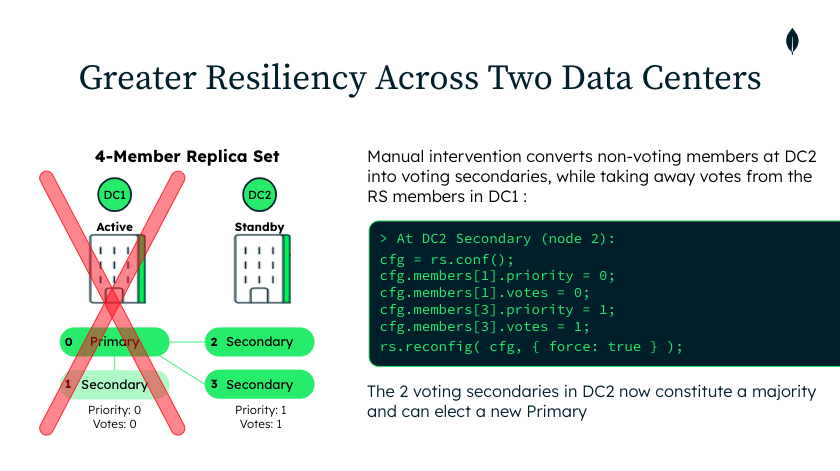 Greater Resiliency Across Two Data Centers
4-Member Replica Set
DC1
DC2
Active
Standby
0 Primary
2 Secondary
1 Secondary
3 Secondary
Priority: 0
Votes: 0
Priority: 1
Votes: 1
Manual intervention converts non-voting members at DC2
into voting secondaries, while taking away votes from the
RS members in DC1 :
> At DC2 Secondary (node 2):
cfg = rs.conf();
cfg.members[1].priority = 0;
cfg.members[1].votes = 0;
cfg.members[3].priority = 1;
cfg.members[3].votes = 1;
rs.reconfig( cfg, { force: true } );
The 2 voting secondaries in DC2 now constitute a majority
and can elect a new Primary